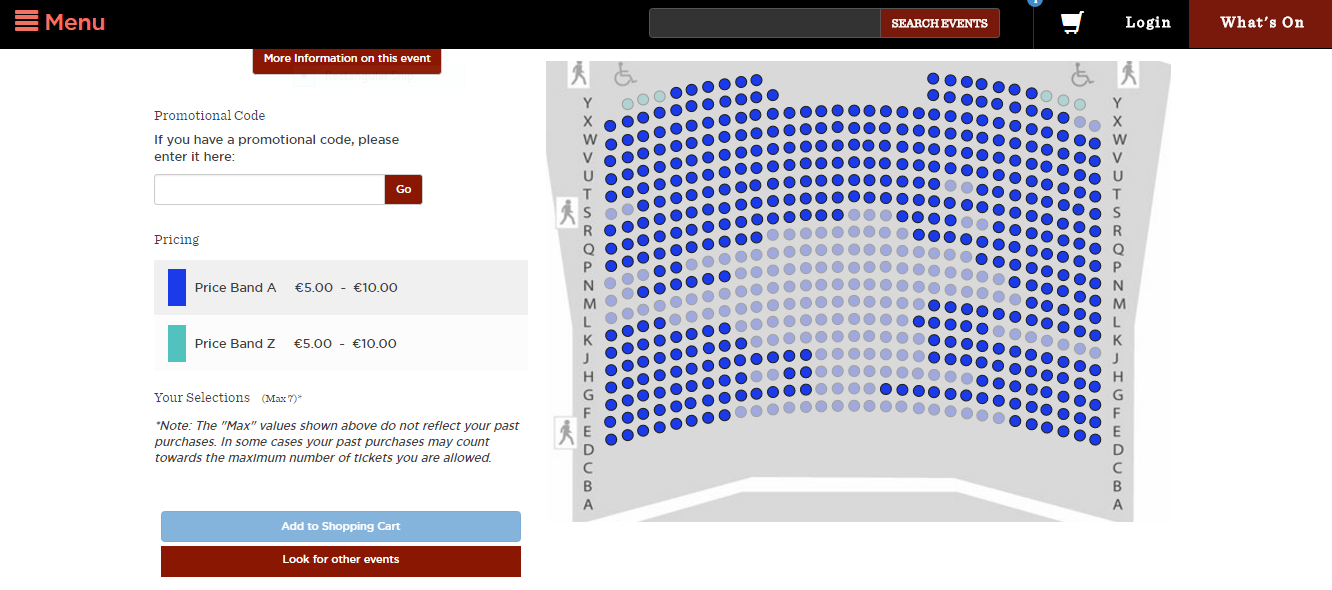 Menu
SEARCH EVENTS
Login
What's On
More Information on this event
Promotional Code
If you have a promotional code, please
enter it here:
Go
Pricing
Price Band A €5.00 - €10.00
Price Band Z €5.00 - €10.00
Your Selections (Max 7)*
*Note: The "Max" values shown above do not reflect your past
purchases. In some cases your past purchases may count
towards the maximum number of tickets you are allowed.
Add to Shopping Cart
Look for other events
Y Y
X X
W W
V V
U U
T T
S S
R R
Q Q
P P
N N
M M
L L
K K
J J
H H
G G
F F
E E
D D
C C
B B
A A